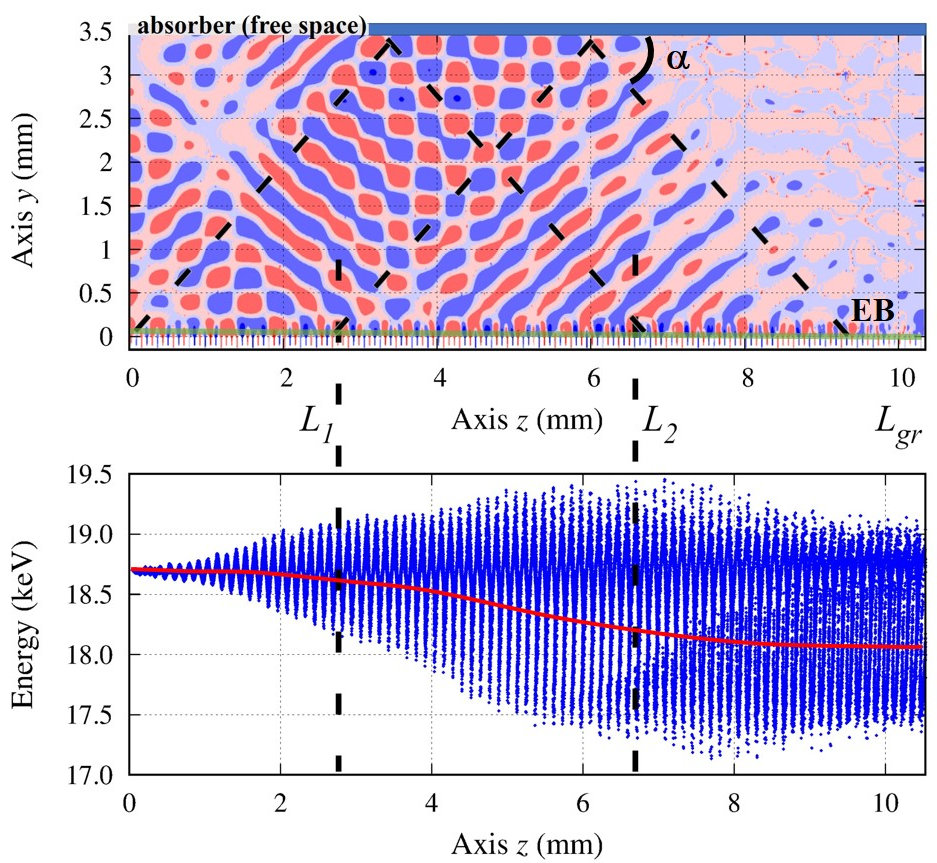 absorber (free space)
3.5
3
2.5
2
1.5
1
0.5
0
Axis y (mm)
α
EB
0 2 4 6 8 10
L1 Axis z (mm) L2 Lgr
19.5
19.0
18.5
18.0
17.5
17.0
Energy (keV)
0 2 4 6 8 10
Axis z (mm)